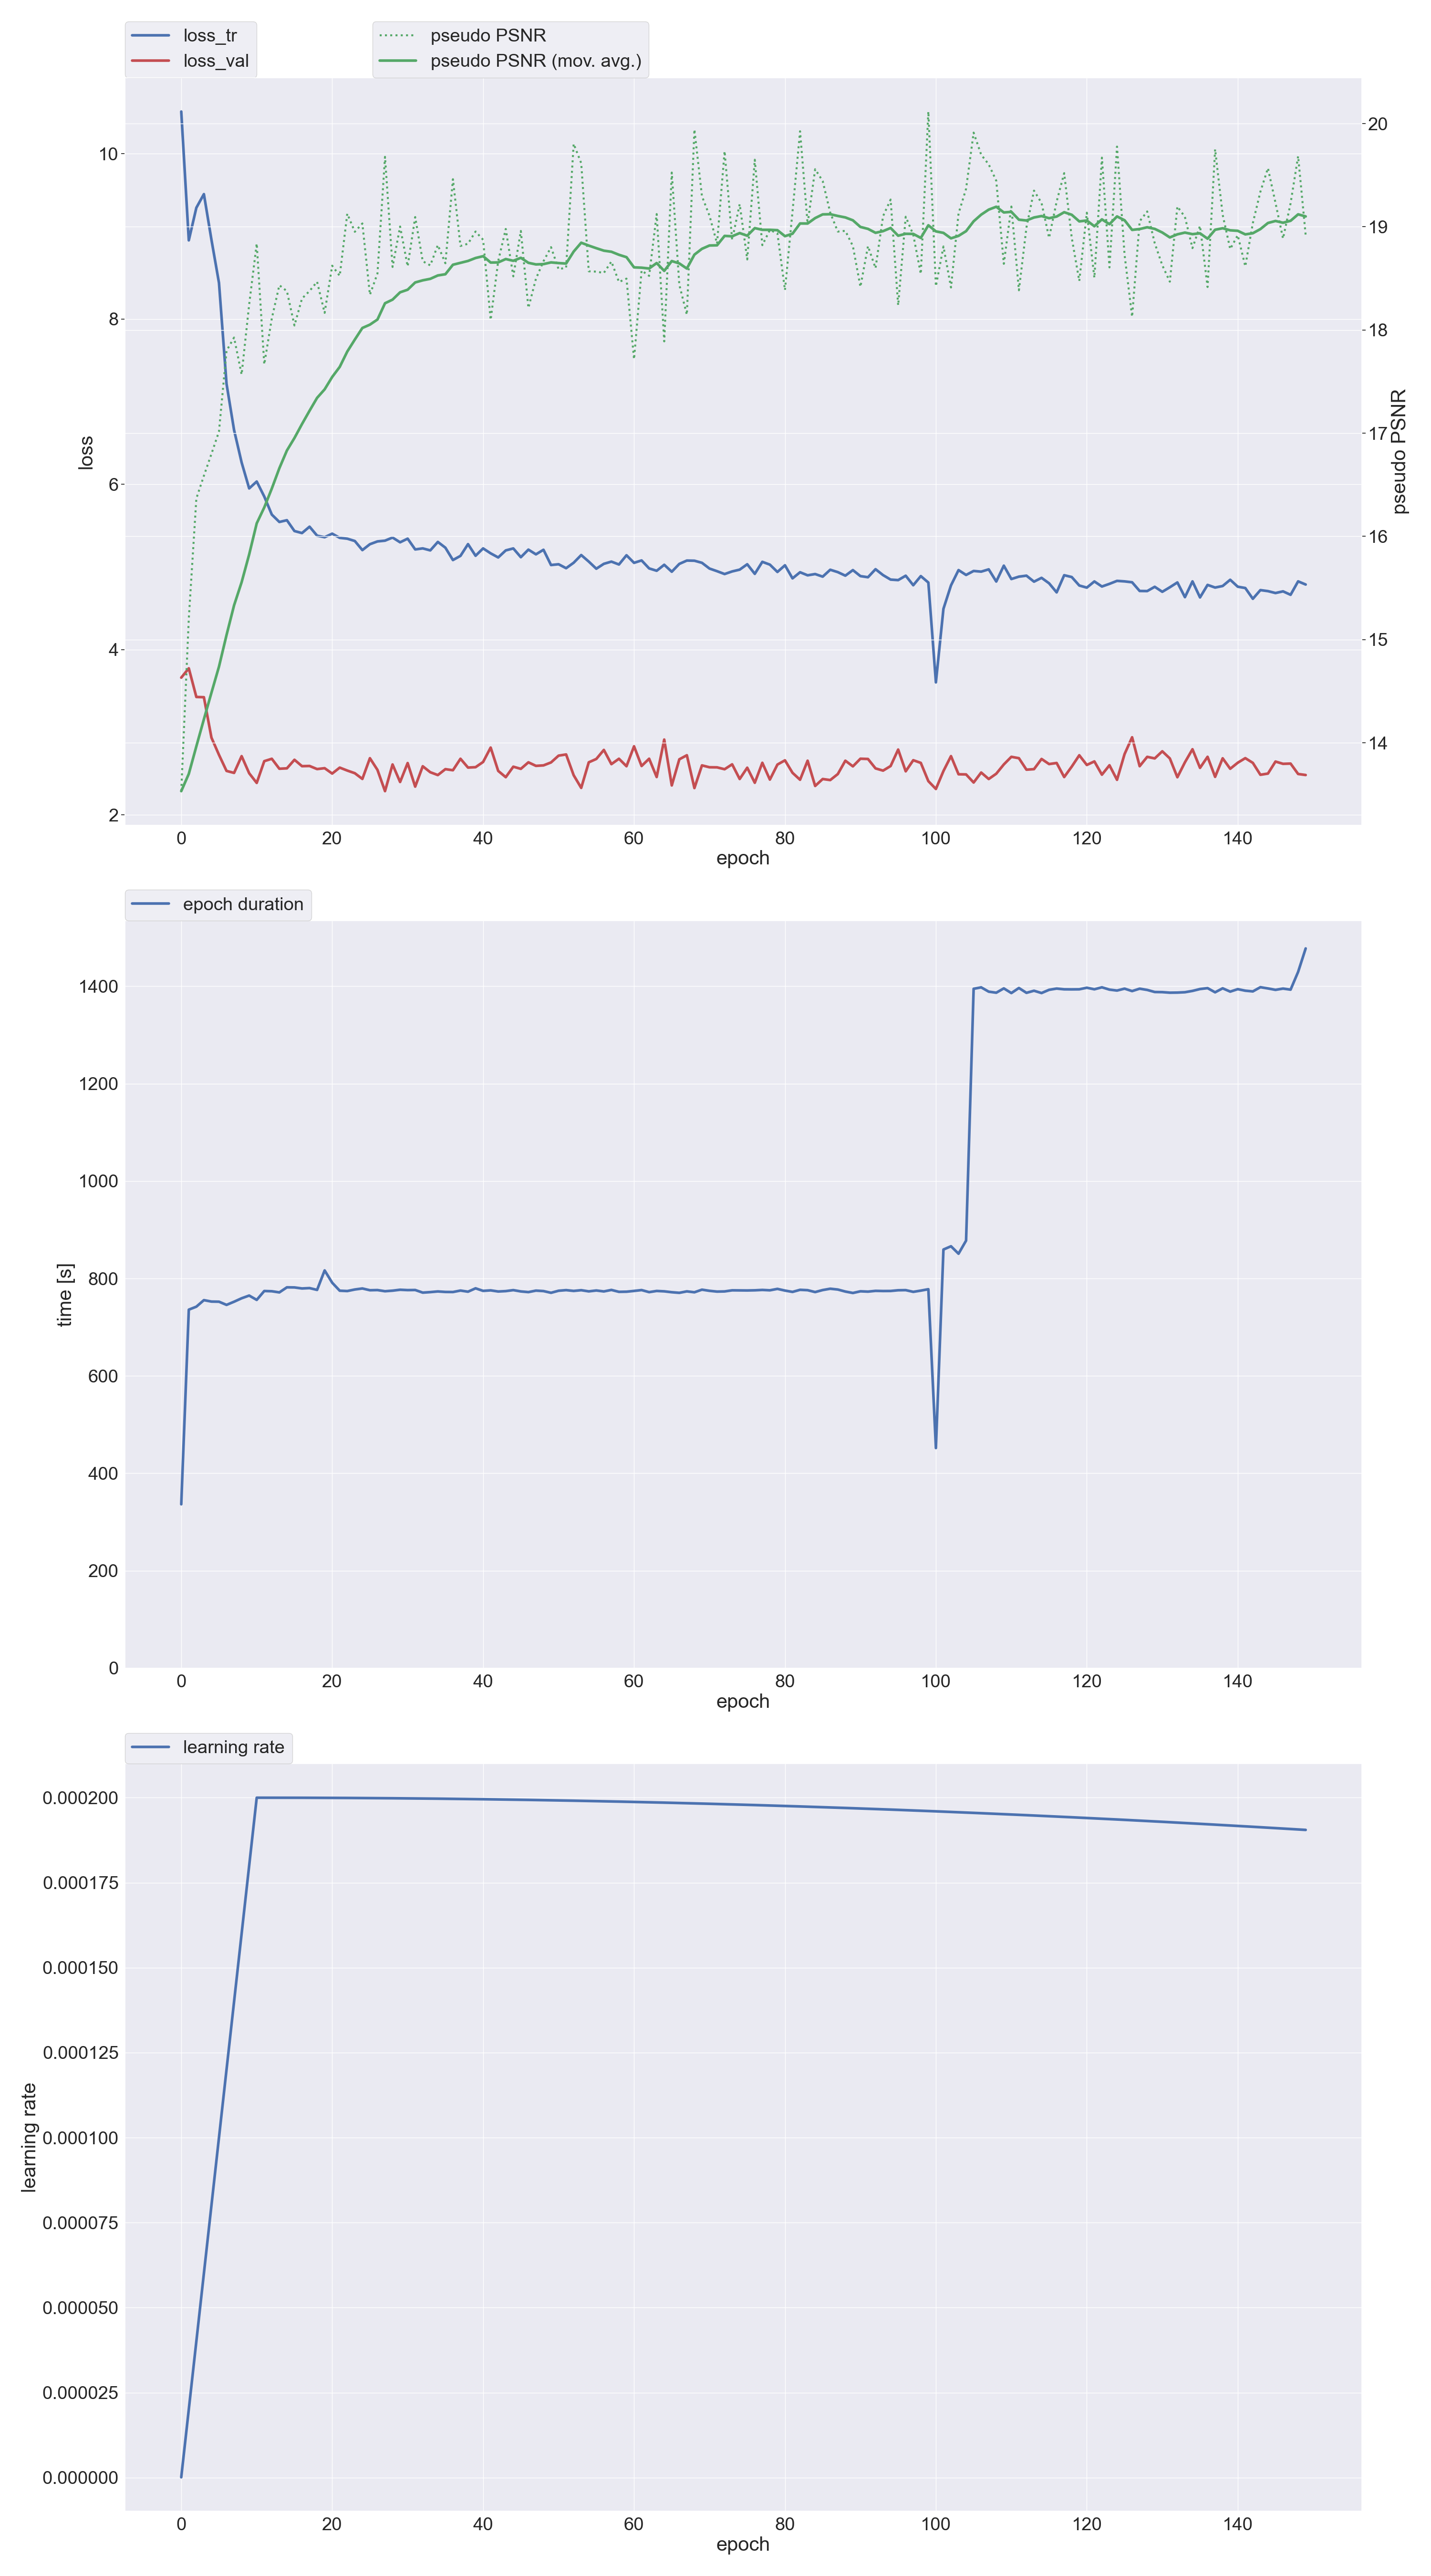 loss_tr
loss_val
pseudo PSNR
pseudo PSNR (mov. avg.)
10
8
6
4
2
loss
20
19
18
17
16
15
14
pseudo PSNR
0 20 40 60 80 100 120 140
epoch
epoch duration
1400
1200
1000
800
600
400
200
0
time [s]
0 20 40 60 80 100 120 140
epoch
learning rate
0.000200
0.000175
0.000150
0.000125
0.000100
0.000075
0.000050
0.000025
0.000000
learning rate
0 20 40 60 80 100 120 140
epoch